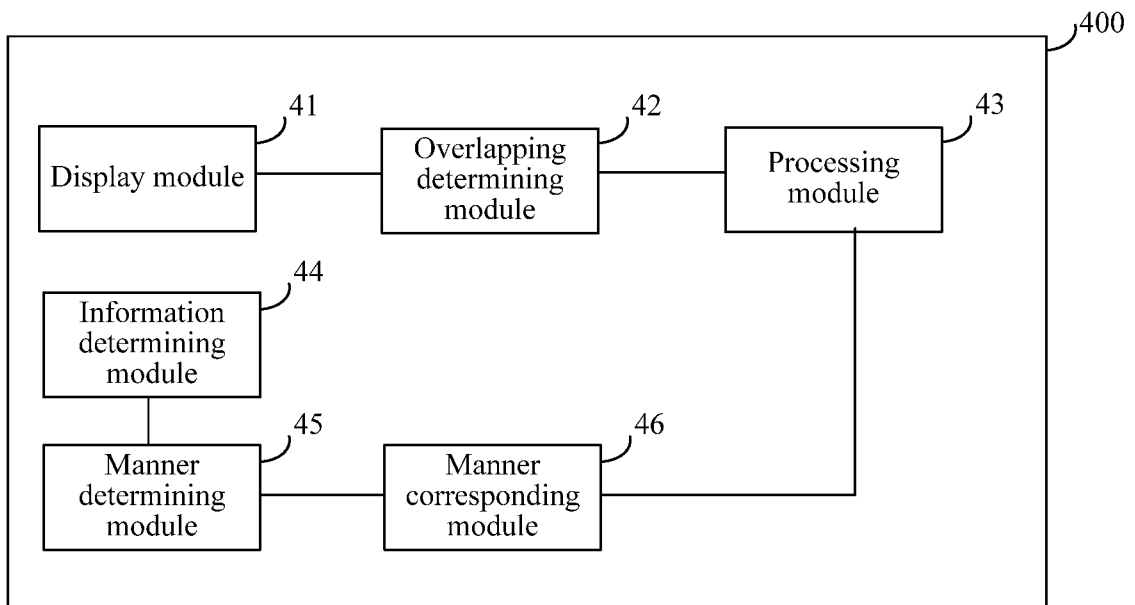 400
41
42
43
Display module
Overlapping
determining
module
Processing
module
44
Information
determining
module
45
46
Manner
determining
module
Manner
corresponding
module